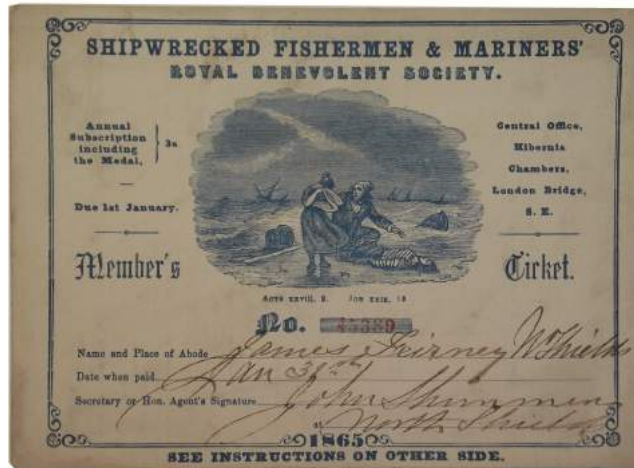 SHIPWRECKED FISHERMEN & MARINERS'
ROYAL BENEVOLENT SOCIETY.
Annual
Subscription
including
the Medal,
3s
Due 1st January.
Central Office,
Hibernia
Chambers,
London Bridge,
S. E.
Member's
Ticket.
ACTS XXVIII. 2. JOB XXIX. 13
No. 45389
Name and Place of Abode James Nº Shields
Date when paid Jan 31st
Secretary or Hon. Agent's Signature John
at North Shields
1865
SEE INSTRUCTIONS ON OTHER SIDE.